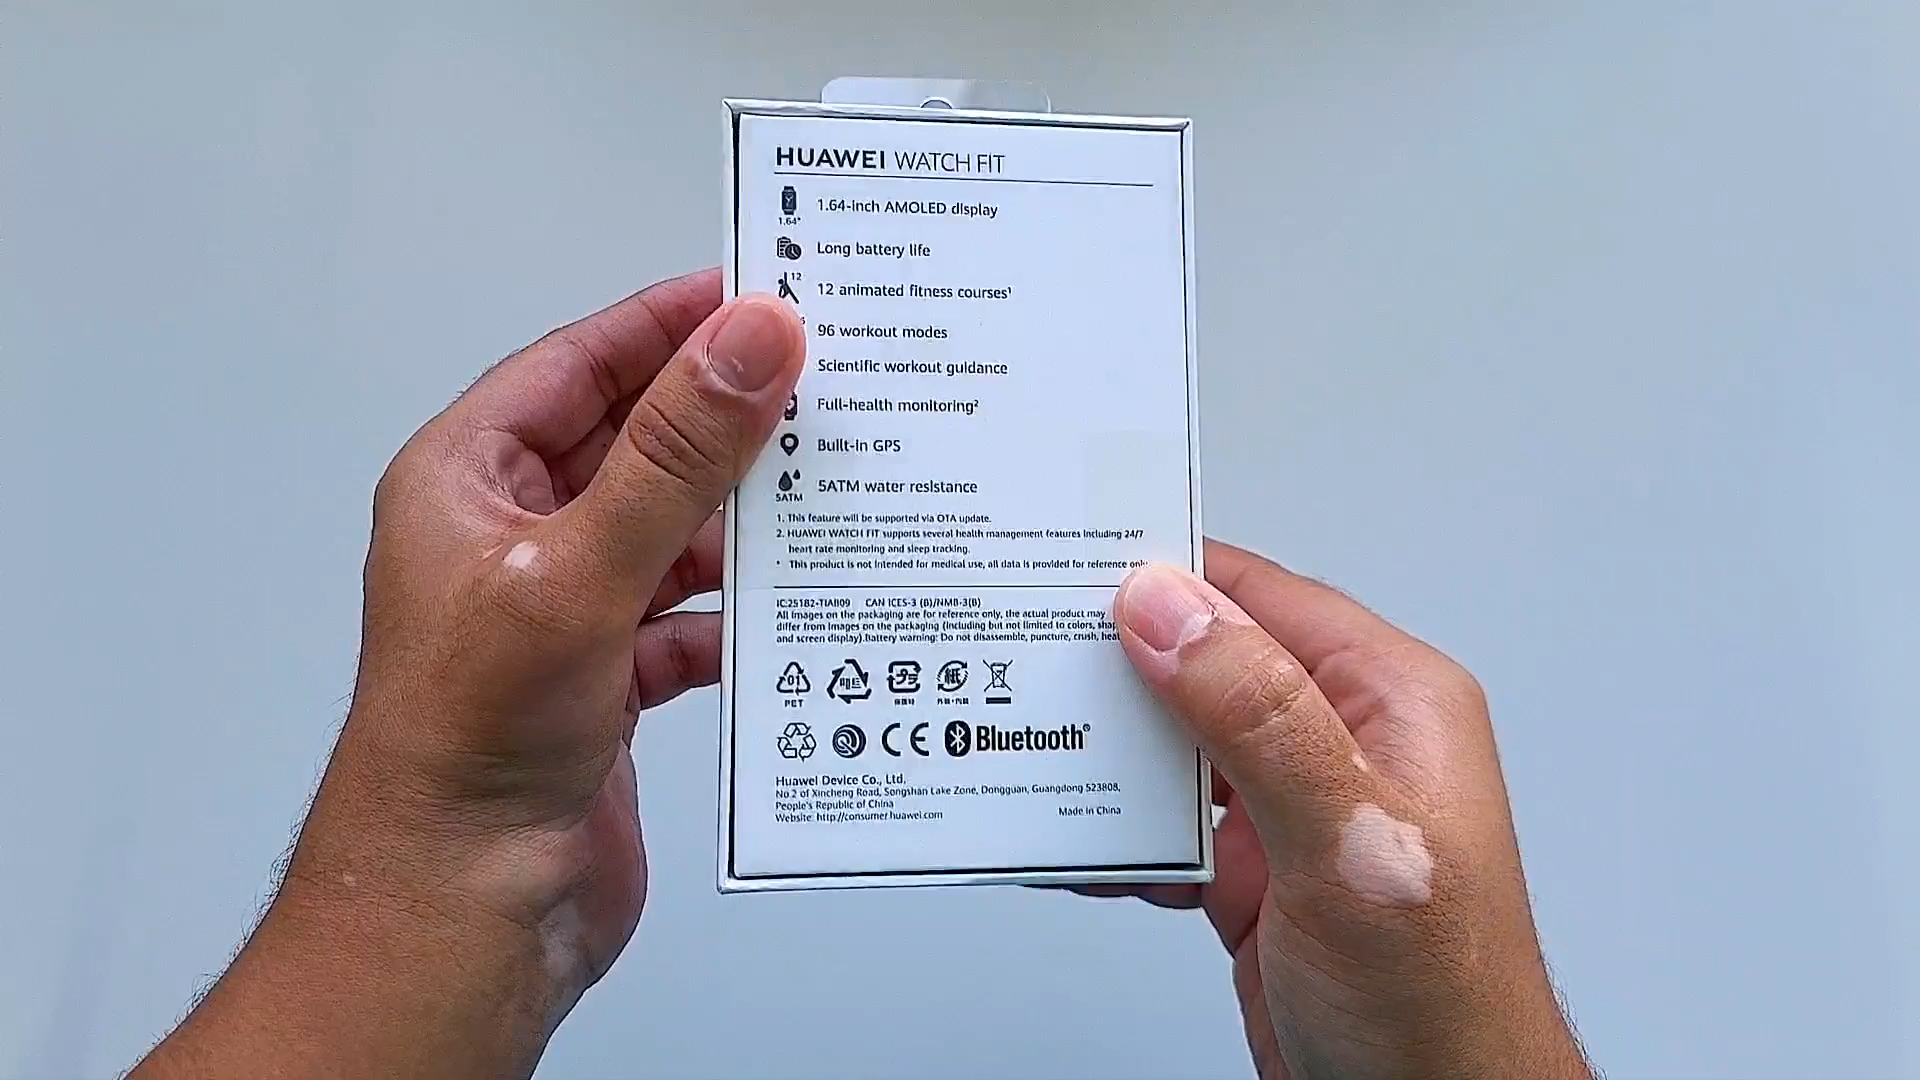 HUAWEI WATCH FIT
1.64"
1.64-inch AMOLED display
Long battery life
12
12 animated fitness courses¹
96 workout modes
Scientific workout guidance
Full-health monitoring²
Built-in GPS
5ATM
5ATM water resistance
1. This feature will be supported via OTA update.
2. HUAWEI WATCH FIT supports several health management features including 24/7
heart rate monitoring and sleep tracking.
* This product is not intended for medical use, all data is provided for reference only.
IC:25182-TIAB09 CAN ICES-3 (B)/NMB-3(B)
All images on the packaging are for reference only, the actual product may
differ from images on the packaging (including but not limited to colors,
and screen display).Battery warning: Do not disassemble, puncture, crush,
01
PET
プラ
紙
CE Bluetooth®
Huawei Device Co., Ltd.
No.2 of Xincheng Road, Songshan Lake Zone, Dongguan, Guangdong 523808,
People's Republic of China
Website: http://consumer.huawei.com
Made in China